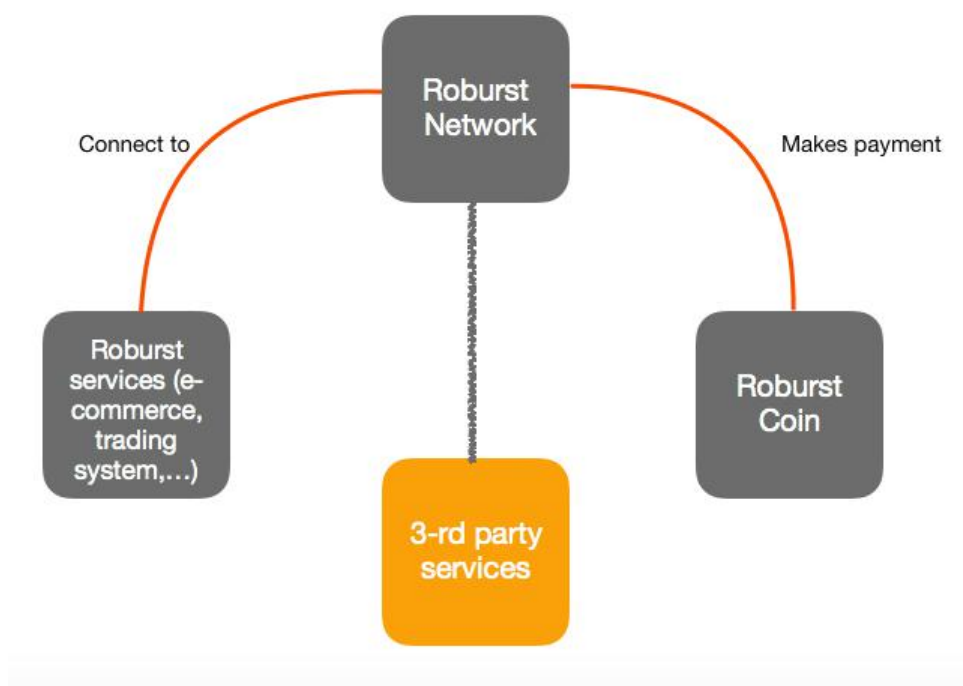 Roburst
Network
Connect to
Makes payment
Roburst
services (e-
commerce,
trading
system,...)
Roburst
Coin
3-rd party
services